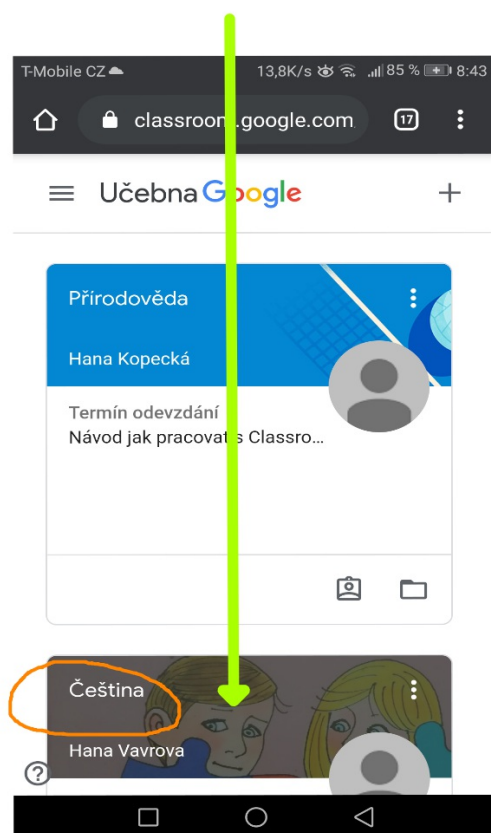 T-Mobile CZ 13,8K/s 85 % 8:43
classroom.google.com 17
Učebna Google
Přírodověda
Hana Kopecká
Termín odevzdání
Návod jak pracovat s Classro...
Čeština
Hana Vavrova
?